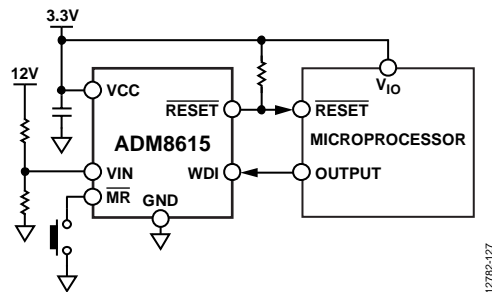 3.3V
12V
VCC
RESET
RESET
VIO
ADM8615
MICROPROCESSOR
VIN
WDI
OUTPUT
MR
GND
12782-127